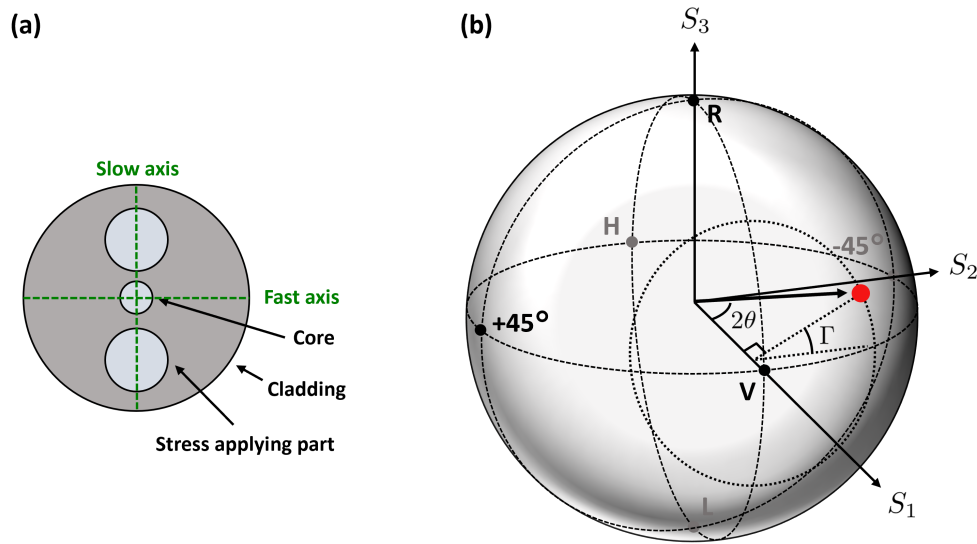 (a)
Slow axis
Fast axis
Core
Cladding
Stress applying part
(b)
S₃
R
H
-45°
S₂
+45°
2θ
Γ
V
L
S₁